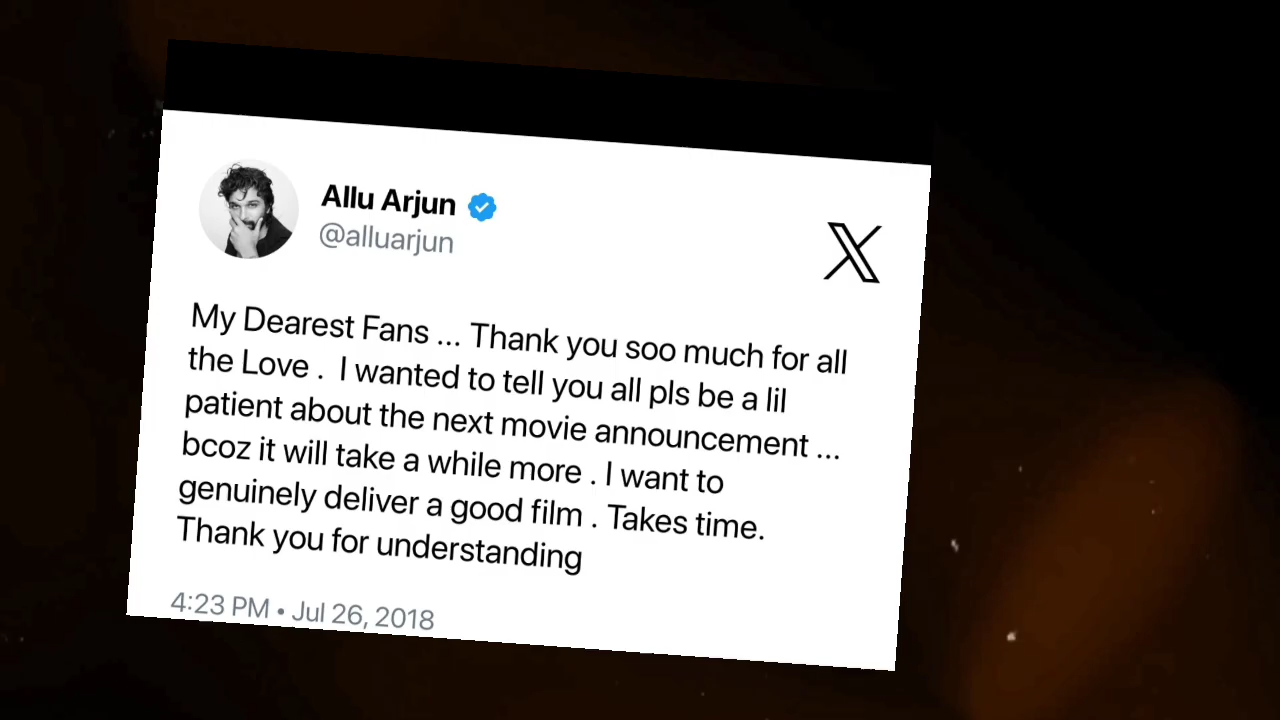 Allu Arjun
@alluarjun
My Dearest Fans ... Thank you soo much for all
the Love .  I wanted to tell you all pls be a lil
patient about the next movie announcement ...
bcoz it will take a while more . I want to
genuinely deliver a good film . Takes time.
Thank you for understanding
4:23 PM • Jul 26, 2018